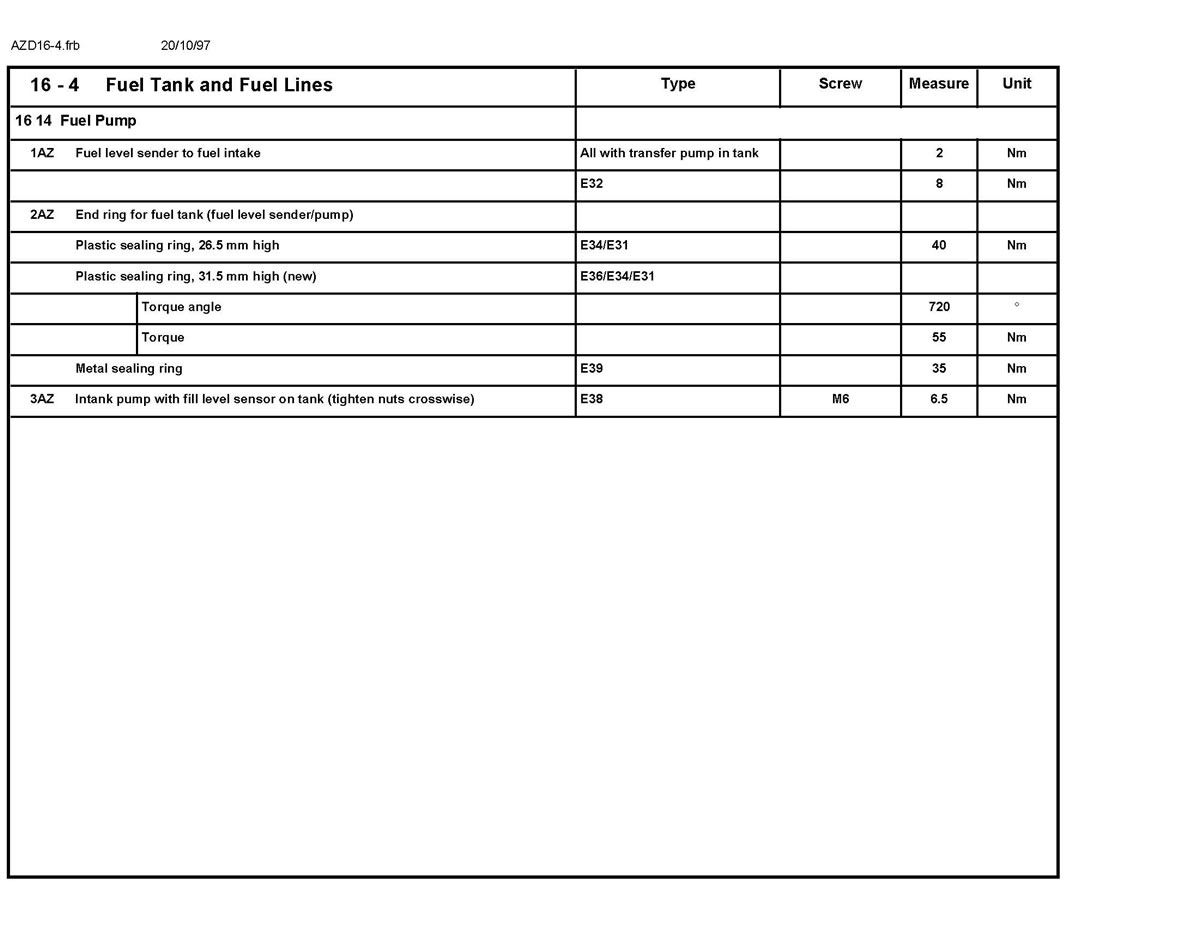 AZD16-4.frb 20/10/97
16 - 4 Fuel Tank and Fuel Lines Type Screw Measure Unit
16 14 Fuel Pump
1AZ Fuel level sender to fuel intake All with transfer pump in tank 2 Nm
E32 8 Nm
2AZ End ring for fuel tank (fuel level sender/pump)
Plastic sealing ring, 26.5 mm high E34/E31 40 Nm
Plastic sealing ring, 31.5 mm high (new) E36/E34/E31
Torque angle 720 °
Torque 55 Nm
Metal sealing ring E39 35 Nm
3AZ Intank pump with fill level sensor on tank (tighten nuts crosswise) E38 M6 6.5 Nm